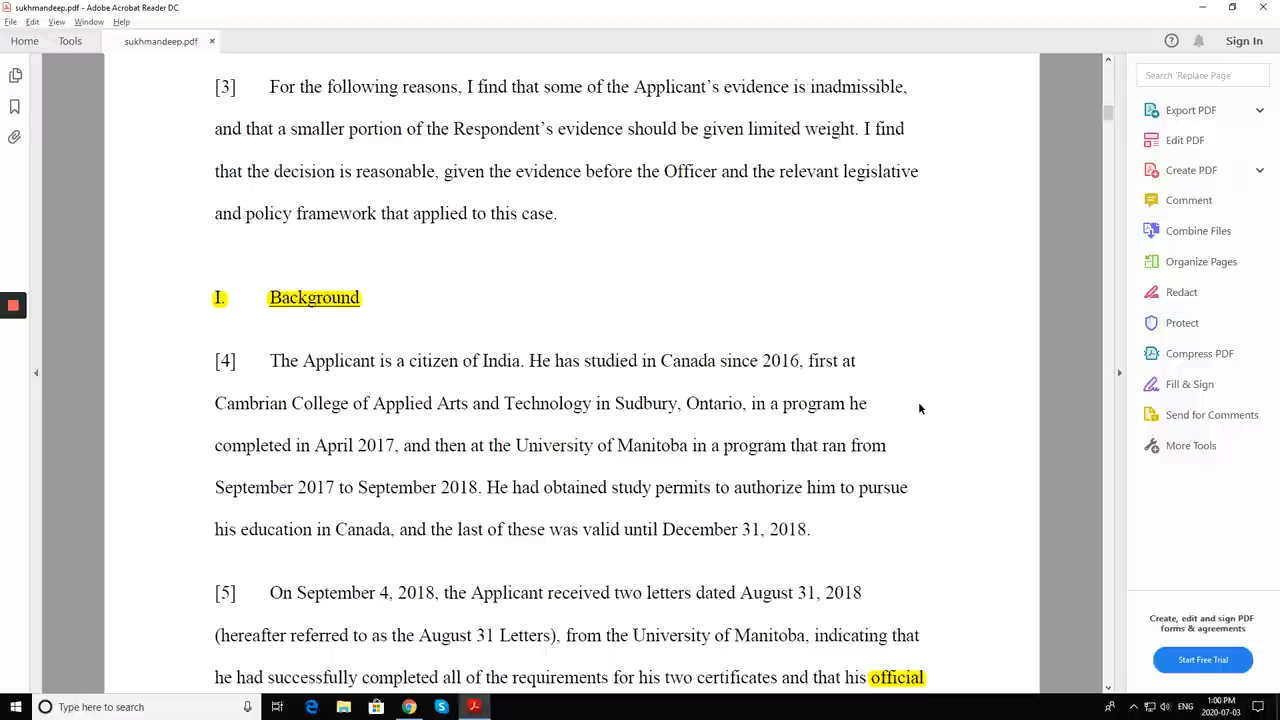 sukhmandeep.pdf - Adobe Acrobat Reader DC
File Edit View Window Help
Home Tools sukhmandeep.pdf × Sign In
[3] For the following reasons, I find that some of the Applicant's evidence is inadmissible,
and that a smaller portion of the Respondent's evidence should be given limited weight. I find
that the decision is reasonable, given the evidence before the Officer and the relevant legislative
and policy framework that applied to this case.
I. Background
[4] The Applicant is a citizen of India. He has studied in Canada since 2016, first at
Cambrian College of Applied Arts and Technology in Sudbury, Ontario, in a program he
completed in April 2017, and then at the University of Manitoba in a program that ran from
September 2017 to September 2018. He had obtained study permits to authorize him to pursue
his education in Canada, and the last of these was valid until December 31, 2018.
[5] On September 4, 2018, the Applicant received two letters dated August 31, 2018
(hereafter referred to as the August 31 Letters), from the University of Manitoba, indicating that
he had successfully completed all of the requirements for his two certificates and that his official
Search 'Replace Page'
Export PDF
Edit PDF
Create PDF
Comment
Combine Files
Organize Pages
Redact
Protect
Compress PDF
Fill & Sign
Send for Comments
More Tools
Create, edit and sign PDF
forms & agreements
Start Free Trial
Type here to search
1:00 PM
2020-07-03